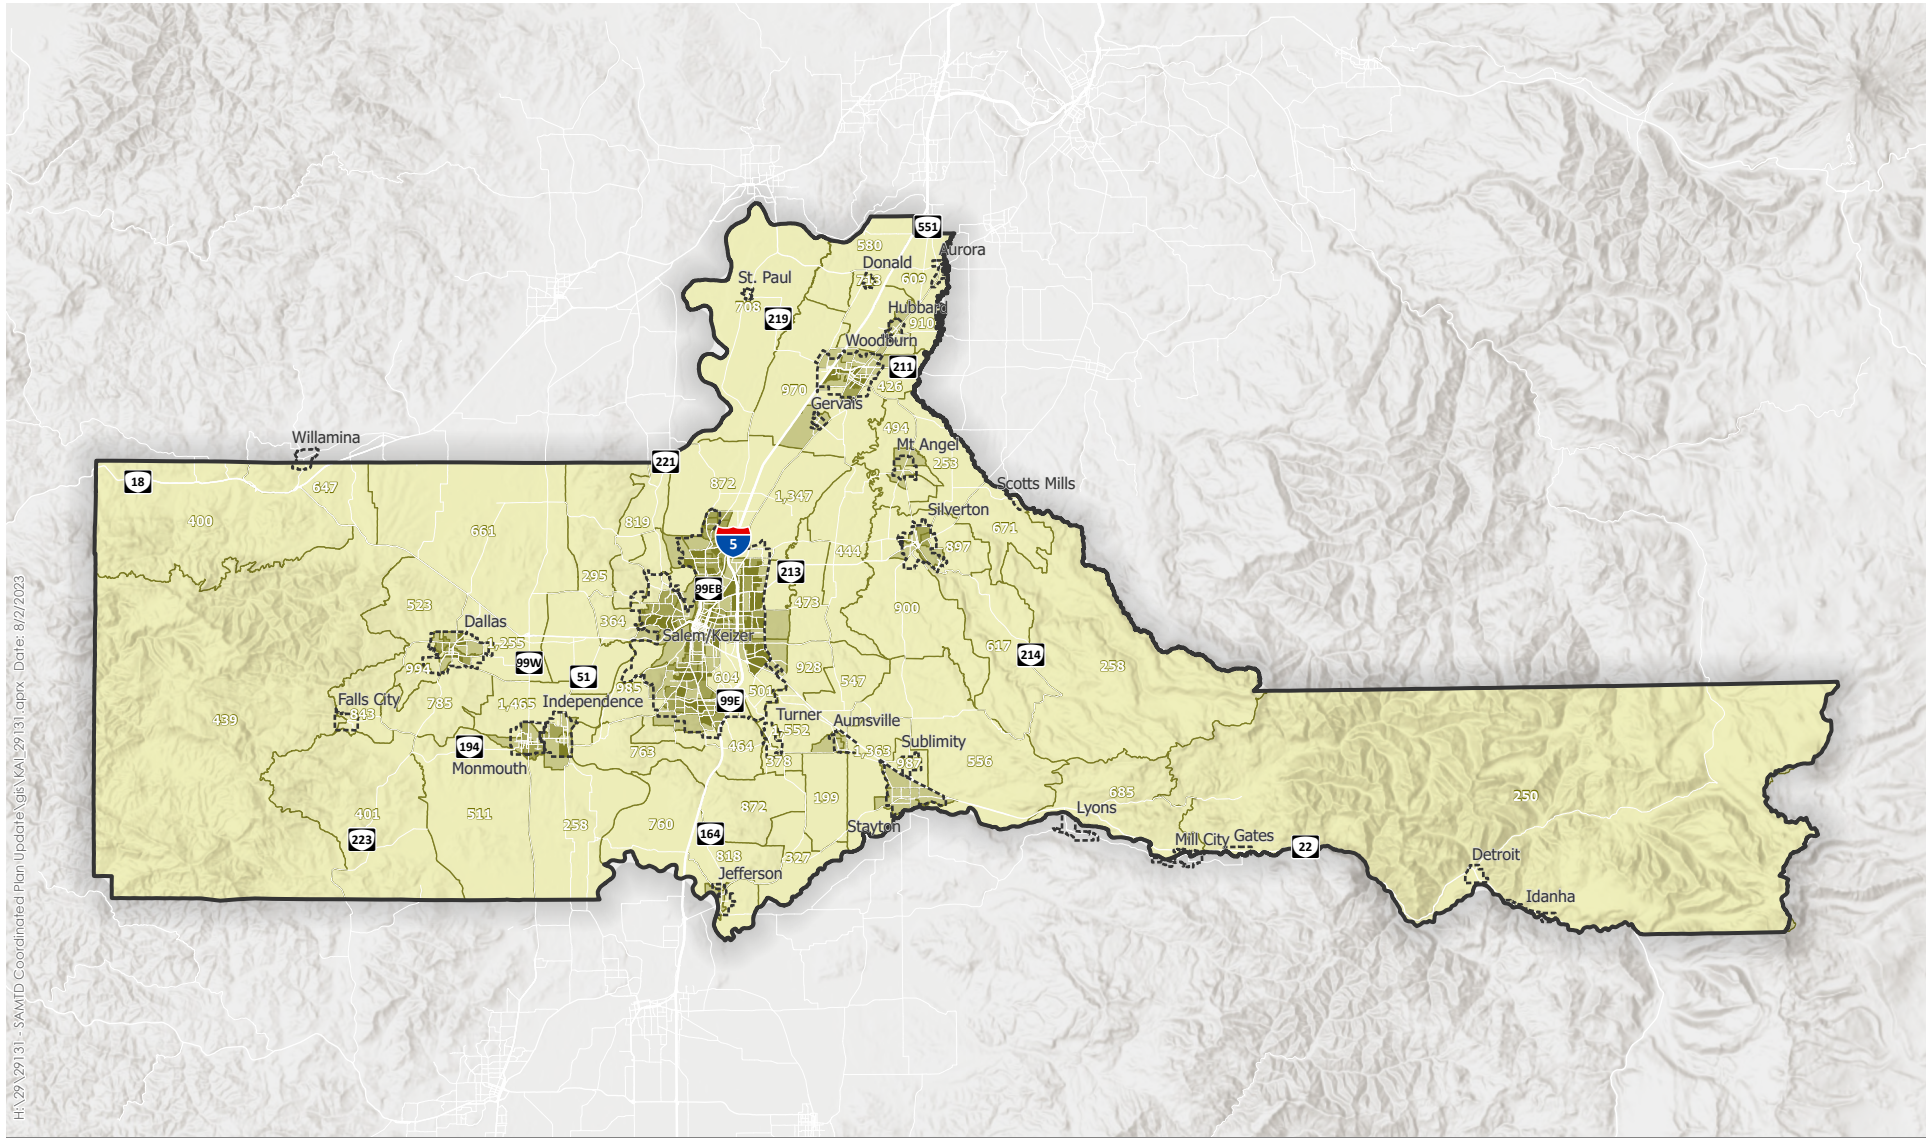 551
580
Aurora
Donald
713
609
St. Paul
708
219
Hubbard
910
Woodburn
211
970
426
Gervais
494
Mt Angel
253
Willamina
221
18
647
872
1,347
Scotts Mills
400
661
819
Silverton
671
5
444
897
295
213
99EB
523
364
473
900
Dallas
1,255
Salem/Keizer
617
214
99W
994
928
258
51
604
547
985
501
Falls City
843
785
1,465
Independence
99E
439
Turner
1,552
Aumsville
194
763
464
Sublimity
1,363
987
556
Monmouth
378
685
250
199
401
511
872
Lyons
258
760
Stayton
223
164
Mill City
Gates
22
818
327
Detroit
Jefferson
Idanha
H:\29\29131 - SAMTD Coordinated Plan Update\gis\KAI_29131.aprx Date: 8/2/2023